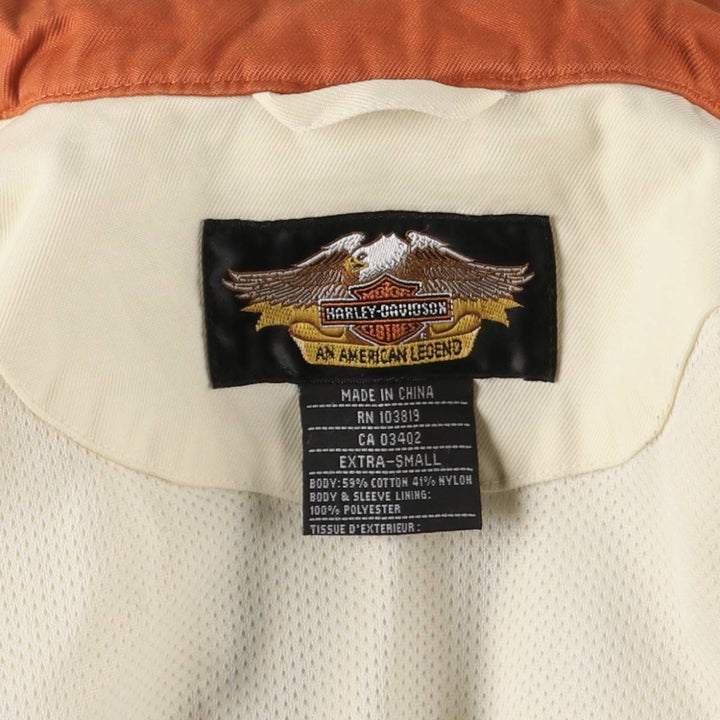 MOTOR
HARLEY-DAVIDSON
CLOTHES
AN AMERICAN LEGEND
MADE IN CHINA
RN 103819
CA 03402
EXTRA-SMALL
BODY: 59% COTTON 41% NYLON
BODY & SLEEVE LINING:
100% POLYESTER
TISSUE D'EXTERIEUR: